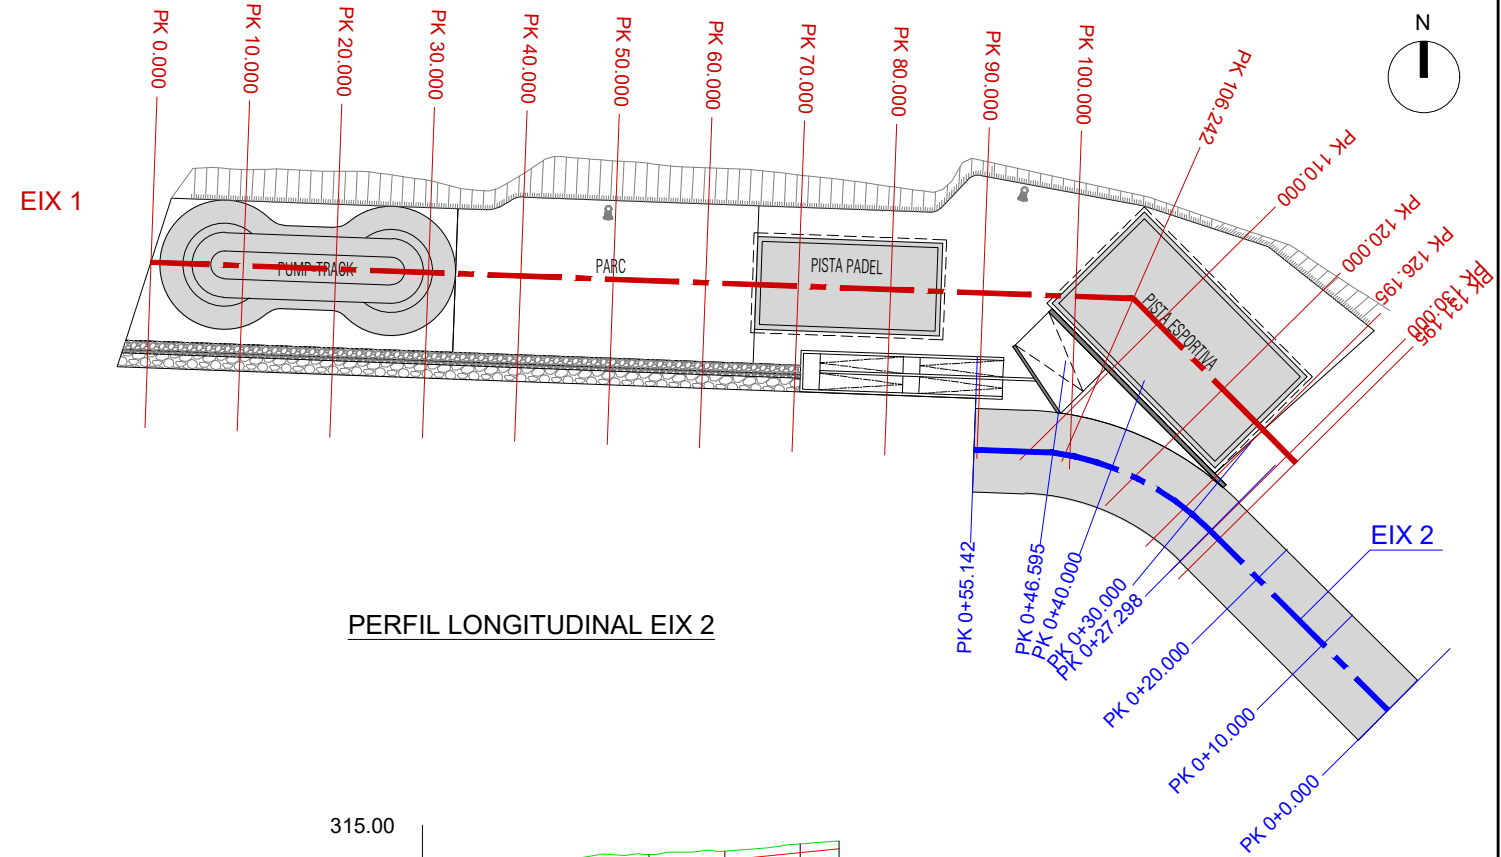 PK 0.000
PK 10.000
PK 20.000
PK 30.000
PK 40.000
PK 50.000
PK 60.000
PK 70.000
PK 80.000
PK 90.000
PK 100.000
PK 106.242
PK 110.000
PK 120.000
PK 126.195
PK 130.000
PK 131.195
N
EIX 1
PUMP-TRACK
PARC
PISTA PADEL
PISTA ESPORTIVA
EIX 2
PK 0+55.142
PK 0+46.595
PK 0+40.000
PK 0+30.000
PK 0+27.298
PK 0+20.000
PK 0+10.000
PK 0+0.000
PERFIL LONGITUDINAL EIX 2
315.00